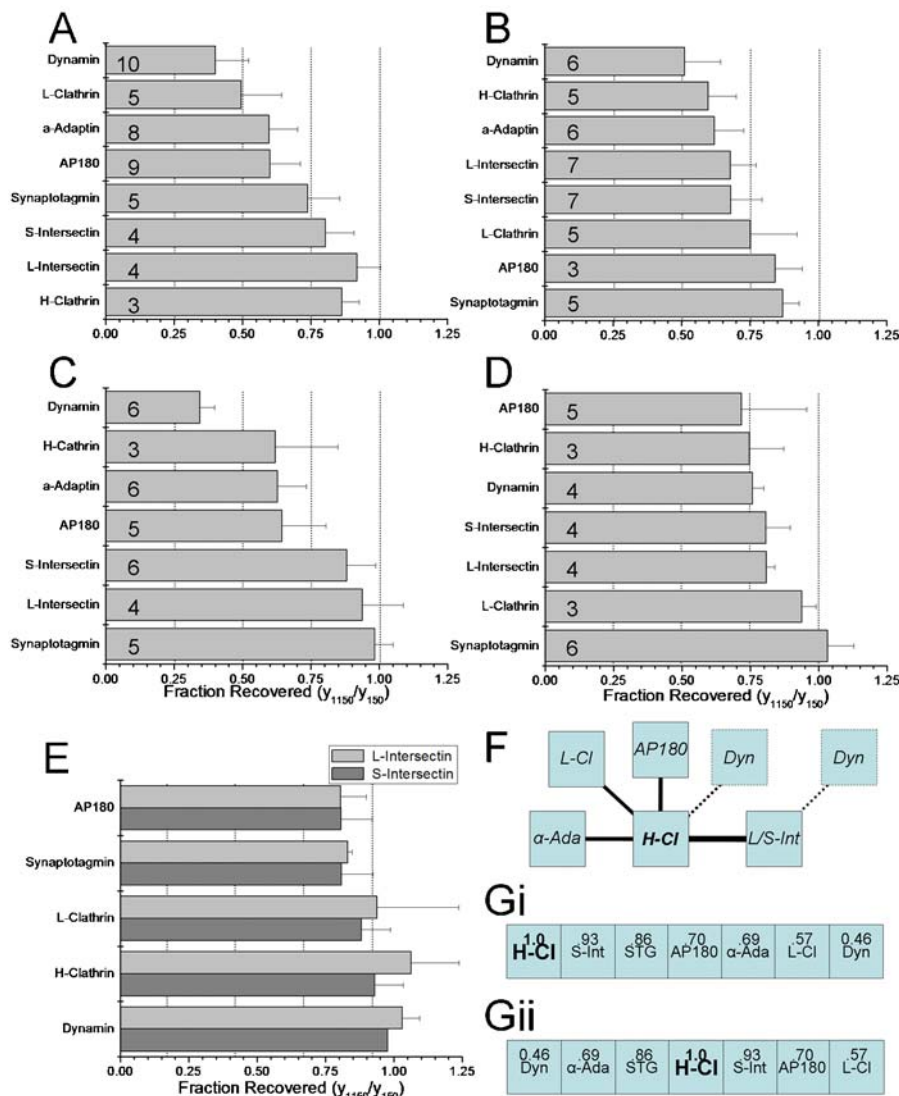 A
Dynamin 10
L-Clathrin 5
a-Adaptin 8
AP180 9
Synaplotagmin 5
S-Intersectin 4
L-Intersectin 4
H-Clathrin 3
0.00 0.25 0.50 0.75 1.00 1.25
B
Dynamin 6
H-Clathrin 5
a-Adaptin 6
L-Intersectin 7
S-Intersectin 7
L-Clathrin 5
AP180 3
Synaptotagmin 5
0.00 0.25 0.50 0.75 1.00 1.25
C
Dynamin 6
H-Cathrin 3
a-Adaptin 6
AP180 5
S-Intersectin 6
L-Intersectin 4
Synaplotagmin 5
0.00 0.25 0.50 0.75 1.00 1.25
Fraction Recovered (y1150/y150)
D
AP180 5
H-Clathrin 3
Dynamin 4
S-Intersectin 4
L-Intersectin 4
L-Clathrin 3
Synaptotagmin 6
0.00 0.25 0.50 0.75 1.00 1.25
Fraction Recovered (y1150/y150)
E
L-Intersectin
S-Intersectin
AP180
Synaptotagmin
L-Clathrin
H-Clathrin
Dynamin
0.00 0.25 0.50 0.75 1.00 1.25
Fraction Recovered (y1150/y150)
F
L-Cl AP180 Dyn Dyn
α-Ada H-Cl L/S-Int
Gi
1.0 .93 .86 .70 .69 .57 0.46
H-Cl S-Int STG AP180 α-Ada L-Cl Dyn
Gii
0.46 .69 .86 1.0 .93 .70 .57
Dyn α-Ada STG H-Cl S-Int AP180 L-Cl